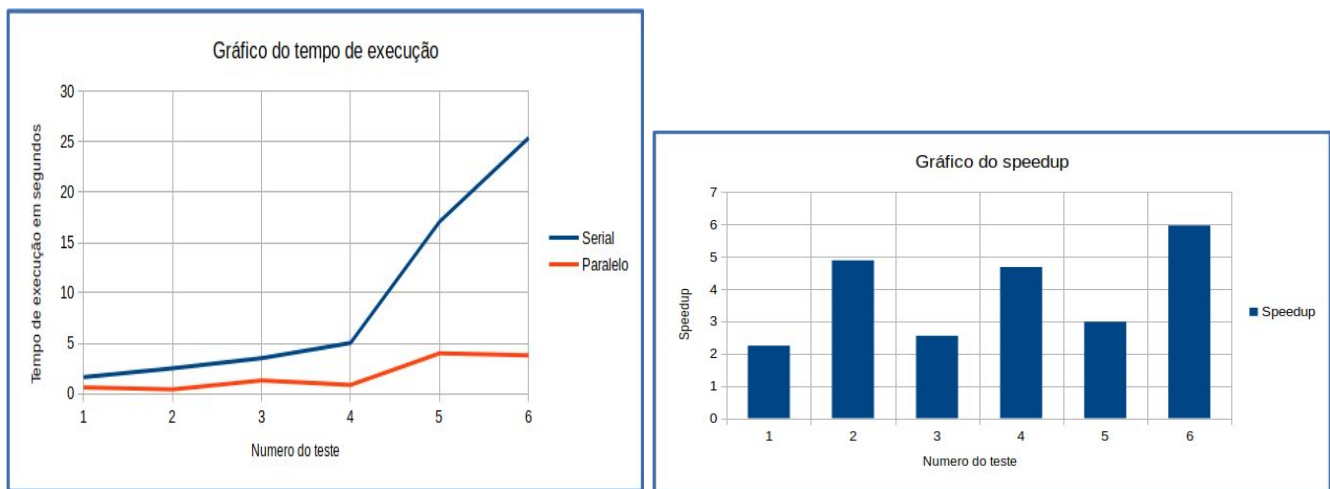 Gráfico do tempo de execução
Tempo de execução em segundos
30
25
20
15
10
5
0
1 2 3 4 5 6
Numero do teste
Serial
Paralelo
Gráfico do speedup
Speedup
7
6
5
4
3
2
1
0
1 2 3 4 5 6
Numero do teste
Speedup